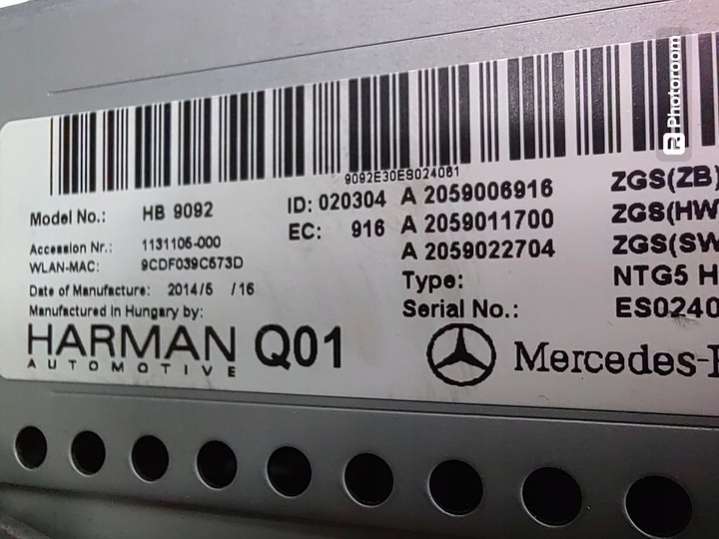 9092E30ES024061
Model No.: HB 9092
ID: 020304 A 2059006916 ZGS(ZB)
EC: 916 A 2059011700 ZGS(HW
Accession Nr.: 1131106-000
A 2059022704 ZGS(SW
WLAN-MAC: 9CDF039C573D
Type: NTG5 H
Date of Manufacture: 2014/5 /16
Serial No.: ES0240
Manufactured in Hungary by:
HARMAN Q01
AUTOMOTIVE
Mercedes-
Photoroom